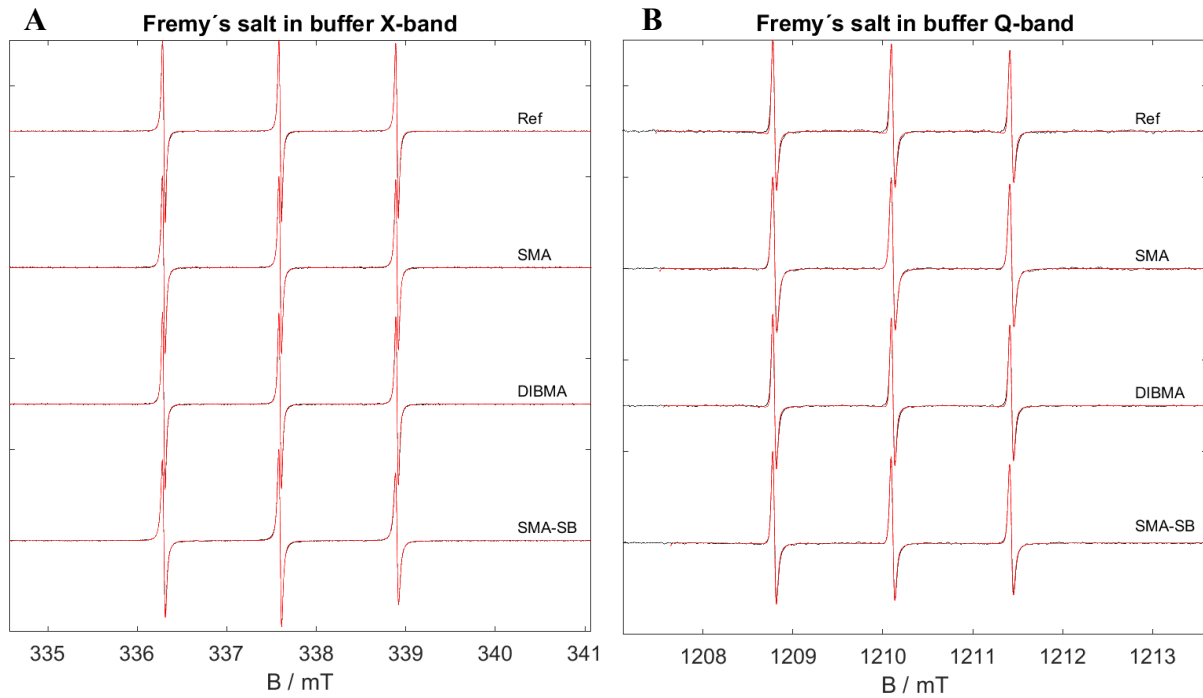 A
Fremy´s salt in buffer X-band
Ref
SMA
DIBMA
SMA-SB
335 336 337 338 339 340 341
B / mT
B
Fremy´s salt in buffer Q-band
Ref
SMA
DIBMA
SMA-SB
1208 1209 1210 1211 1212 1213
B / mT